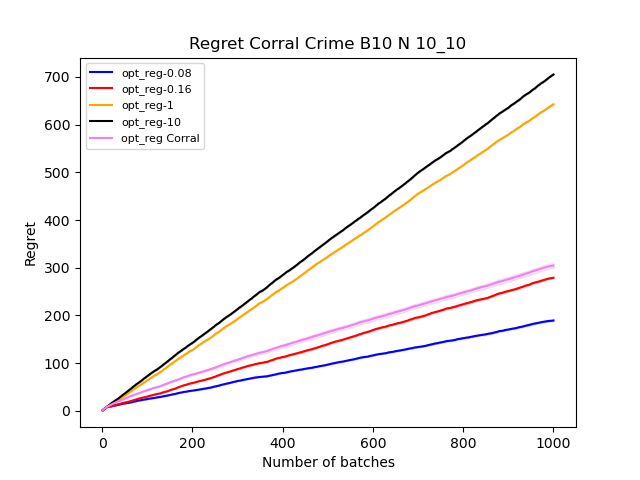 Regret Corral Crime B10 N 10_10
opt_reg-0.08
opt_reg-0.16
opt_reg-1
opt_reg-10
opt_reg Corral
Regret
700
600
500
400
300
200
100
0
0 200 400 600 800 1000
Number of batches